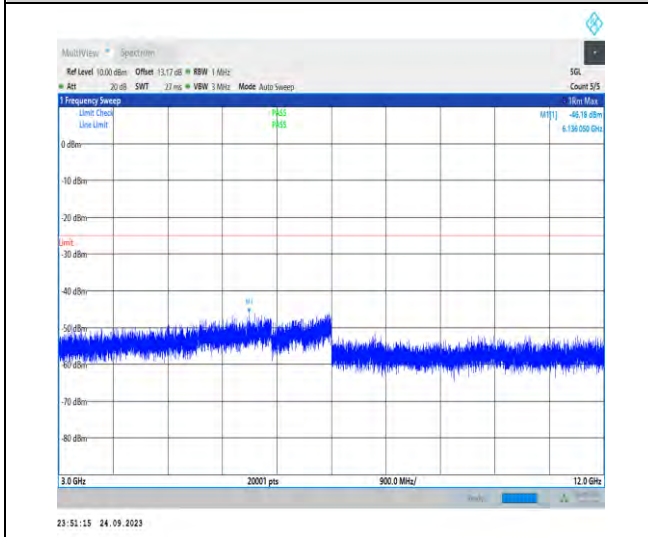 MultiView Spectrum
Ref Level 10.00 dBm Offset 13.17 dB RBW 1 MHz SGL
Att 20 dB SWT 27 ms VBW 3 MHz Mode Auto Sweep Count 5/5
1 Frequency Sweep 1Rm Max
Limit Check PASS M1[1] -46.16 dBm
Line Limit PASS 6.136 050 GHz
0 dBm
-10 dBm
-20 dBm
Limit
-30 dBm
-40 dBm
M1
-50 dBm
-60 dBm
-70 dBm
-80 dBm
3.0 GHz 20001 pts 900.0 MHz/ 12.0 GHz
Ready
23:51:15 24.09.2023